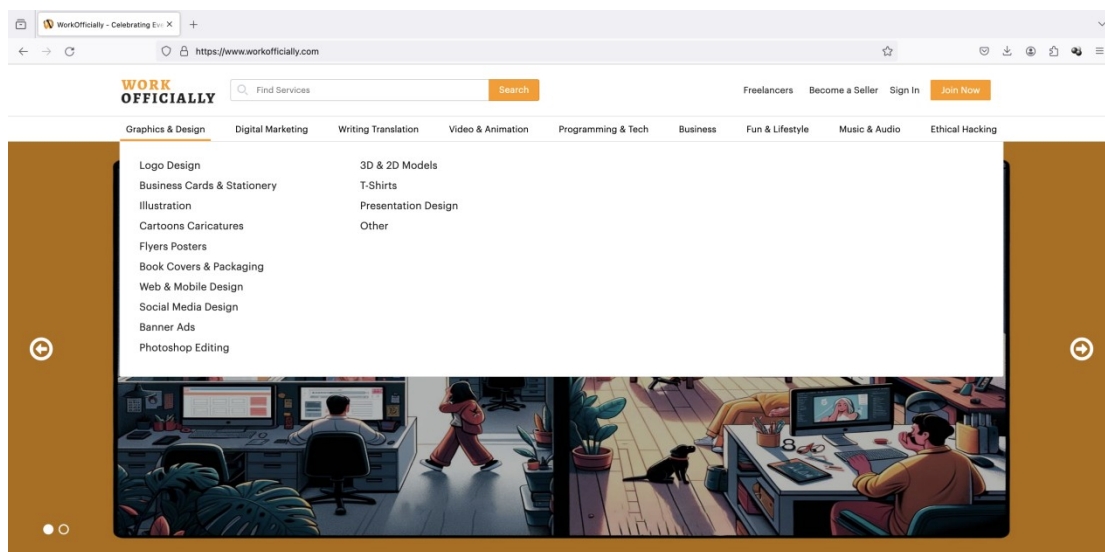 WorkOfficially - Celebrating Eve
https://www.workofficially.com
WORK
OFFICIALLY
Find Services
Search
Freelancers
Become a Seller
Sign In
Join Now
Graphics & Design
Digital Marketing
Writing Translation
Video & Animation
Programming & Tech
Business
Fun & Lifestyle
Music & Audio
Ethical Hacking
Logo Design
Business Cards & Stationery
Illustration
Cartoons Caricatures
Flyers Posters
Book Covers & Packaging
Web & Mobile Design
Social Media Design
Banner Ads
Photoshop Editing
3D & 2D Models
T-Shirts
Presentation Design
Other